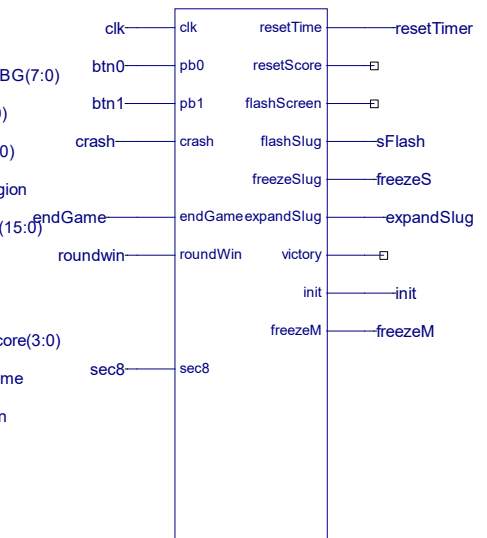 clk clk resetTime resetTimer
btn0 pb0 resetScore
BG(7:0)
btn1 pb1 flashScreen
)
crash crash flashSlug sFlash
0)
freezeSlug freezeS
gion
endGame endGame expandSlug expandSlug
(15:0)
roundwin roundWin victory
init init
freezeM freezeM
core(3:0)
sec8 sec8
me
n